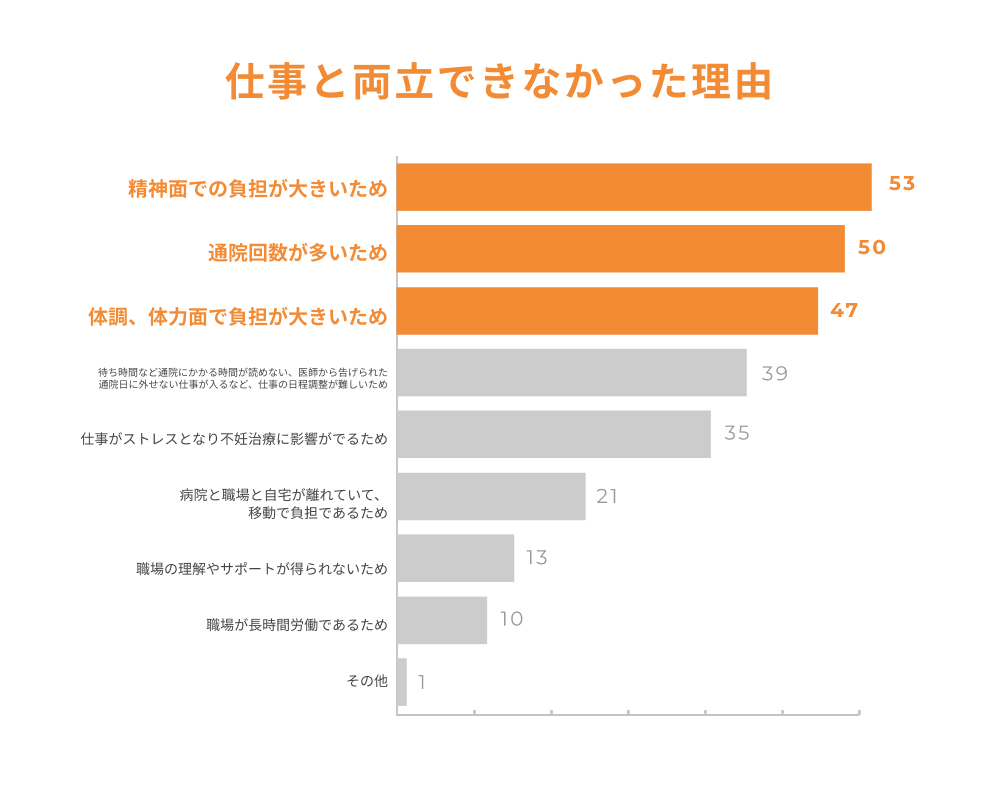 仕事と両立できなかった理由
精神面での負担が大きいため
53
通院回数が多いため
50
体調、体力面で負担が大きいため
47
待ち時間など通院にかかる時間が読めない、医師から告げられた
通院日に外せない仕事が入るなど、仕事の日程調整が難しいため
39
仕事がストレスとなり不妊治療に影響がでるため
35
病院と職場と自宅が離れていて、
移動で負担であるため
21
職場の理解やサポートが得られないため
13
職場が長時間労働であるため
10
その他
1